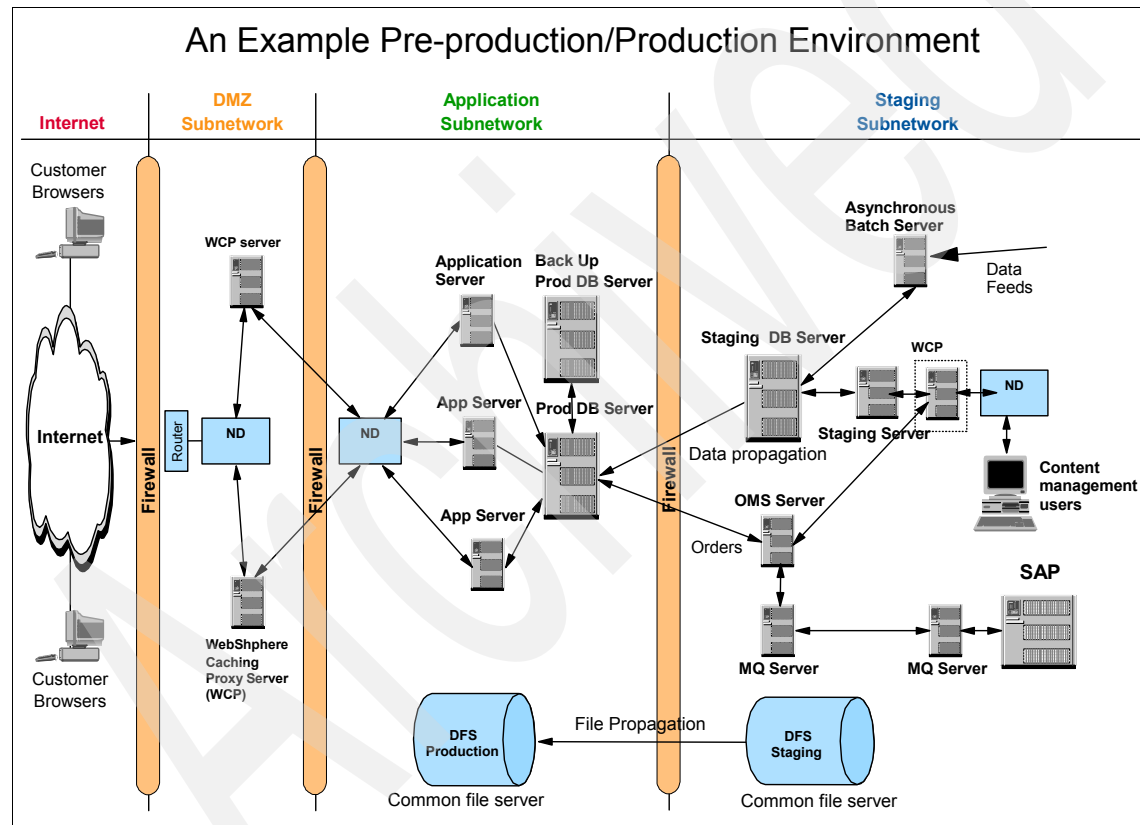 An Example Pre-production/Production Environment
Internet
DMZ
Subnetwork
Application
Subnetwork
Staging
Subnetwork
Customer
Browsers
Internet
Customer
Browsers
Firewall
Router
WCP server
ND
WebShphere
Caching
Proxy Server
(WCP)
Firewall
ND
Application
Server
App Server
App Server
Back Up
Prod DB Server
Prod DB Server
DFS
Production
Common file server
Firewall
File Propagation
Asynchronous
Batch Server
Data
Feeds
Staging DB Server
Data propagation
Staging Server
WCP
ND
Content
management
users
OMS Server
Orders
MQ Server
MQ Server
SAP
DFS
Staging
Common file server
Archived